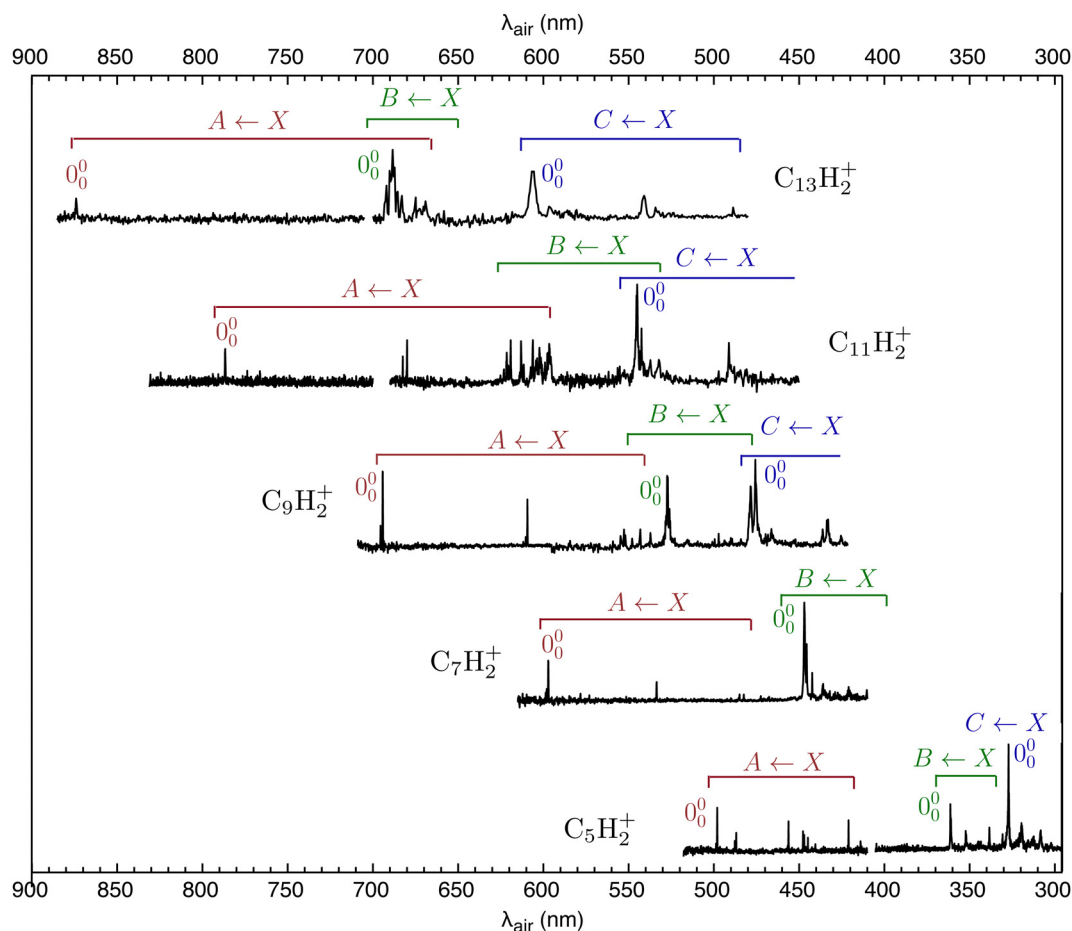 λair (nm)
900 800 700 600 500 400 300
850 750 650 550 450 350
A ← X
B ← X
C ← X
0⁰₀
0⁰₀
0⁰₀
C₁₃H₂⁺
A ← X
B ← X
C ← X
0⁰₀
0⁰₀
C₁₁H₂⁺
A ← X
B ← X
C ← X
0⁰₀
0⁰₀
0⁰₀
C₉H₂⁺
A ← X
B ← X
0⁰₀
0⁰₀
C₇H₂⁺
A ← X
B ← X
C ← X
0⁰₀
0⁰₀
0⁰₀
C₅H₂⁺
900 850 800 750 700 650 600 550 500 450 400 350 300
λair (nm)